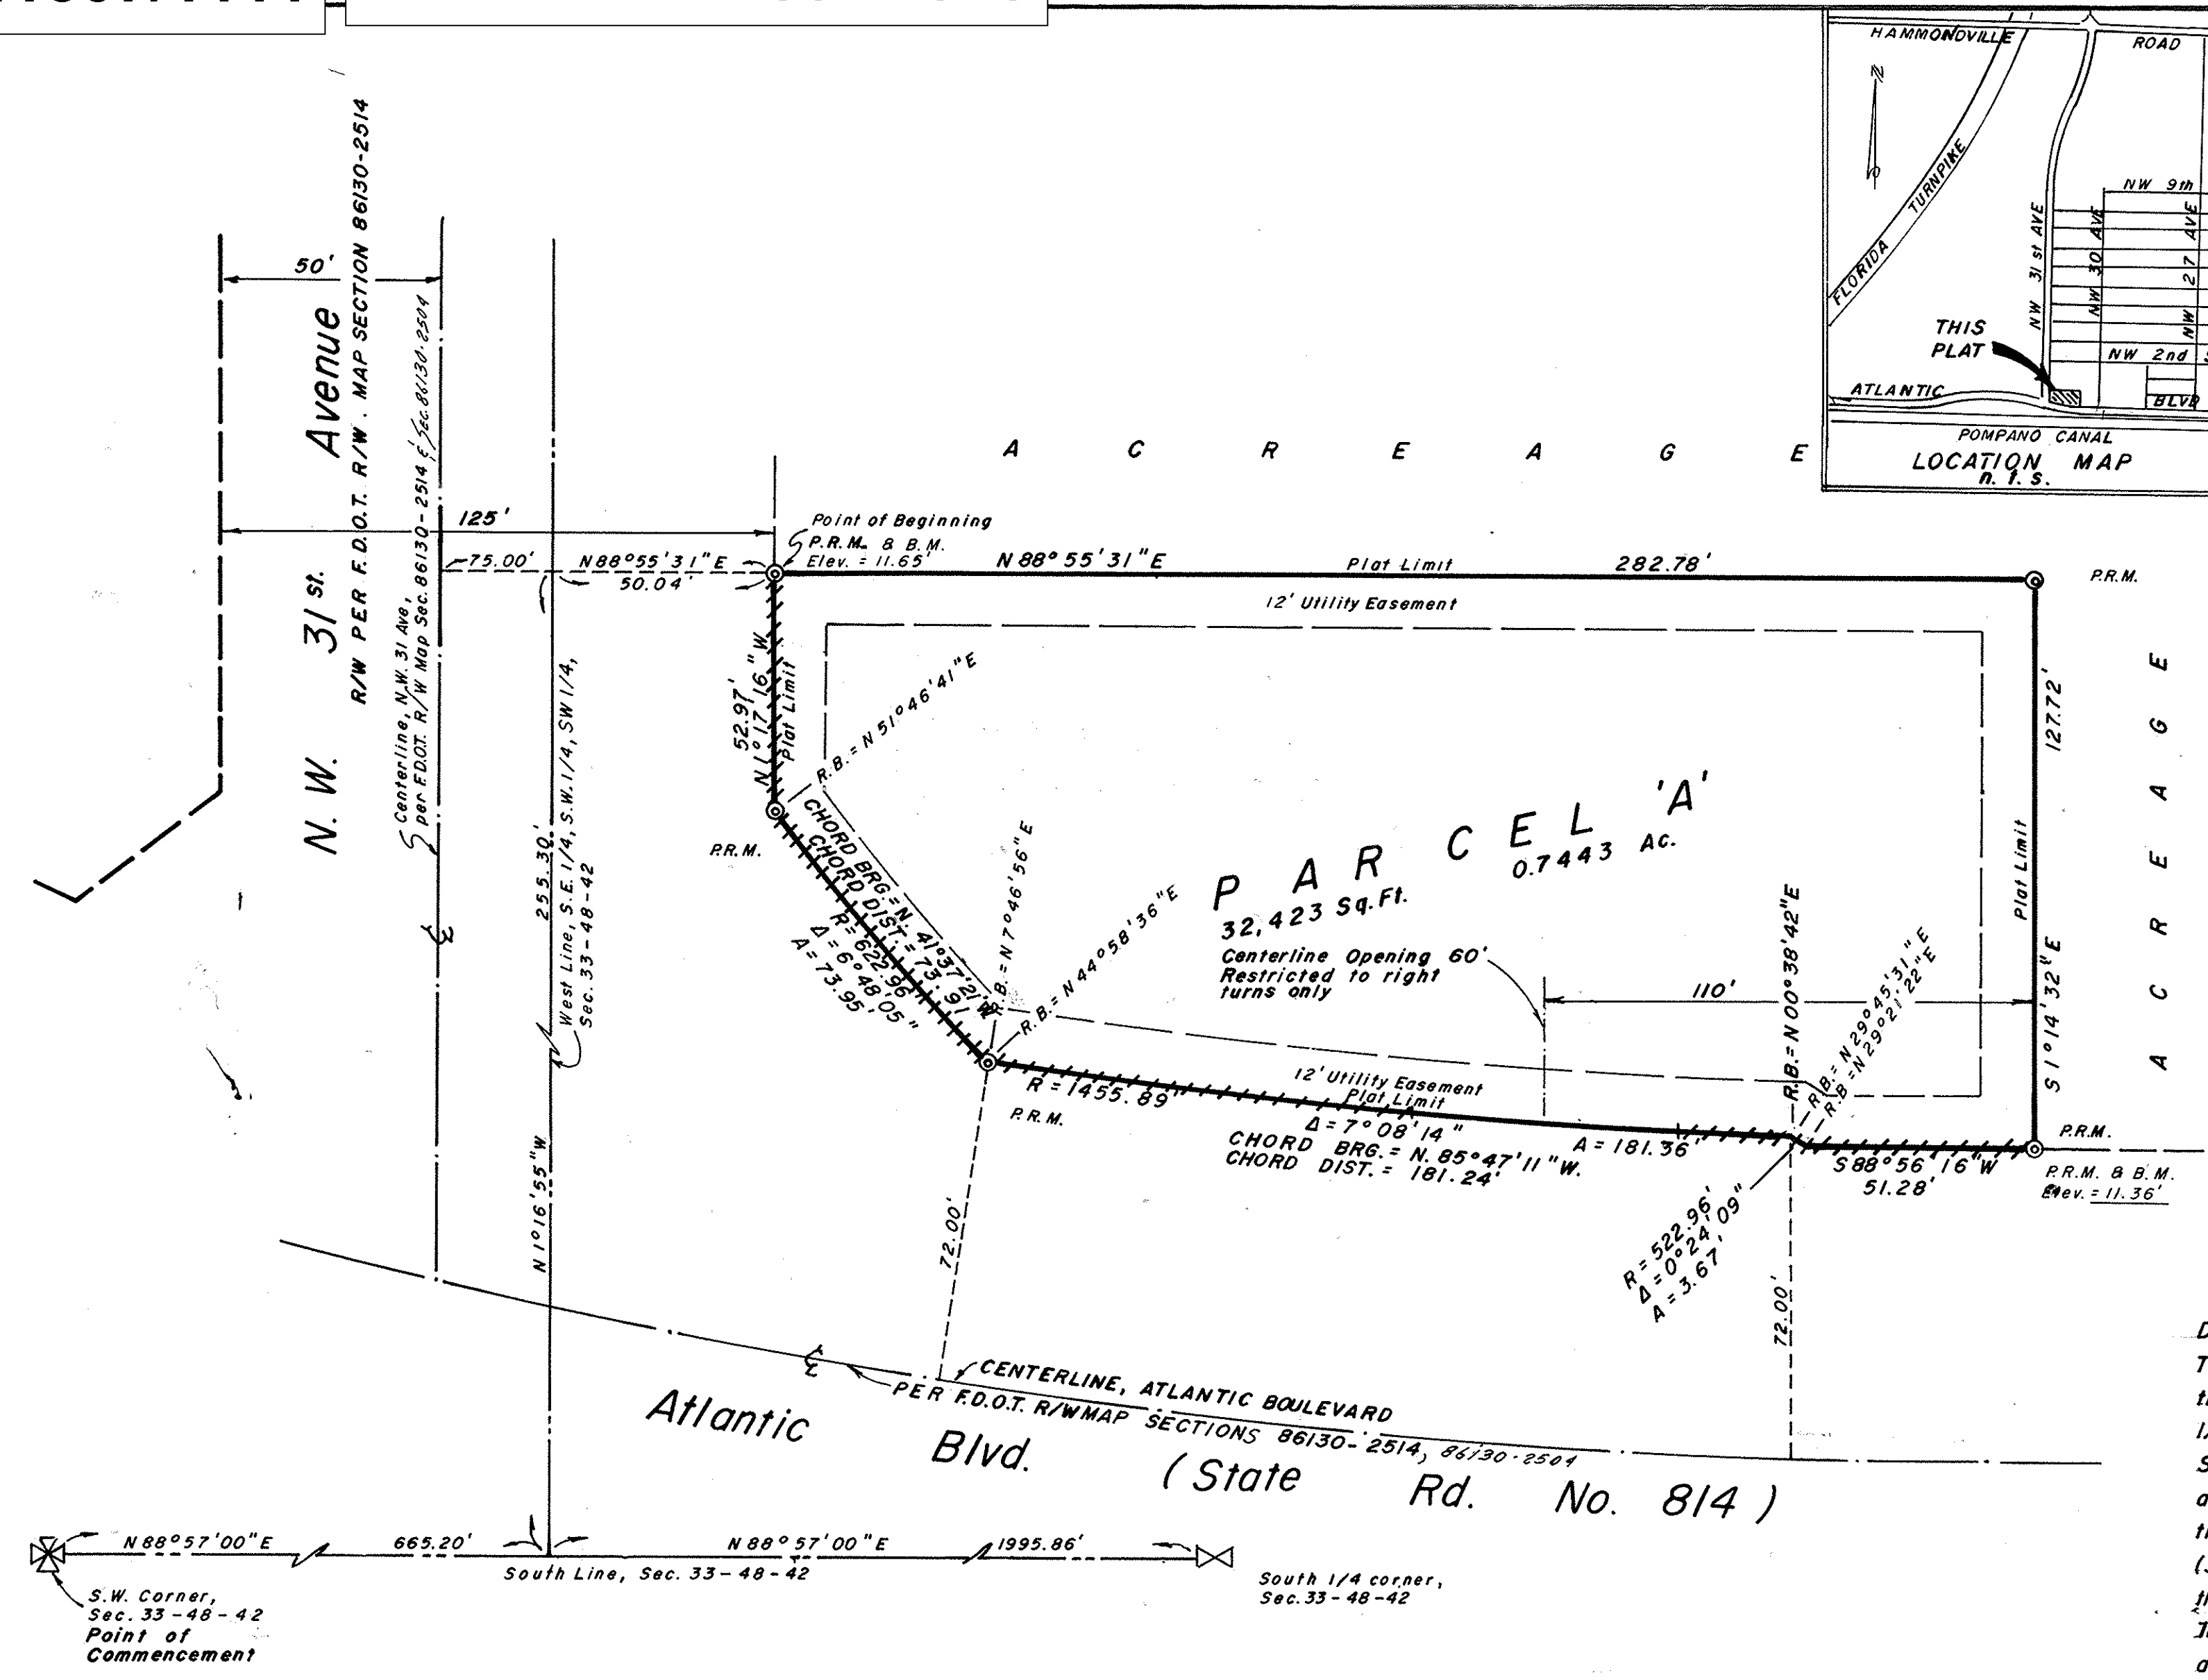 HAMMONDVILLE ROAD
N
FLORIDA TURNPIKE
NW 31 st AVE
NW 30 AVE
NW 27 AVE
NW 9th
THIS
PLAT
NW 2nd S
ATLANTIC
BLVD
POMPANO CANAL
LOCATION MAP
n. t. s.
50'
N. W. 31 st. Avenue
R/W PER F.D.O.T. R/W. MAP SECTION 86130-2514
Centerline, N.W. 31 Ave,
per F.D.O.T. R/W Map Sec. 86130-2514 & Sec. 86130-2504
A C R E A G E
125'
75.00'
N88°55'31"E
50.04'
Point of Beginning
P.R.M. & B.M.
Elev. = 11.65'
N 88°55'31"E
Plat Limit
282.78'
P.R.M.
12' Utility Easement
52.97'
N 1°17'16"W
Plat Limit
R.B. = N 51°46'41"E
P.R.M.
255.30'
West Line, S.E. 1/4, S.W. 1/4, SW 1/4,
Sec. 33-48-42
N 1°16'55"W
CHORD BRG. = N. 41°37'21"W
CHORD DIST. = 73.91
R = 622.96
Δ = 6°48'05"
A = 73.95'
R.B. = N 7°46'56"E
R.B. = N 44°58'36"E
P A R C E L 'A'
32,423 Sq. Ft.
0.7443 Ac.
Centerline Opening 60'
Restricted to right
turns only
110'
R.B. = N 00°38'42"E
R.B. = N 29°45'31"E
R.B. = N 29°21'22"E
127.72'
Plat Limit
S 1°14'32"E
A C R E A G E
R = 1455.89'
P.R.M.
12' Utility Easement
Plat Limit
Δ = 7°08'14"
CHORD BRG. = N. 85°47'11"W.
CHORD DIST. = 181.24'
A = 181.36'
S 88°56'16"W
51.28'
P.R.M.
P.R.M. & B.M.
Elev. = 11.36'
R = 522.96'
Δ = 0°24'09"
A = 3.67'
72.00'
72.00'
CENTERLINE, ATLANTIC BOULEVARD
PER F.D.O.T. R/W MAP SECTIONS 86130-2514, 86130-2504
Atlantic Blvd. (State Rd. No. 814)
N 88°57'00"E
665.20'
N 88°57'00"E
1995.86'
South Line, Sec. 33-48-42
S.W. Corner,
Sec. 33-48-42
Point of
Commencement
South 1/4 corner,
Sec. 33-48-42